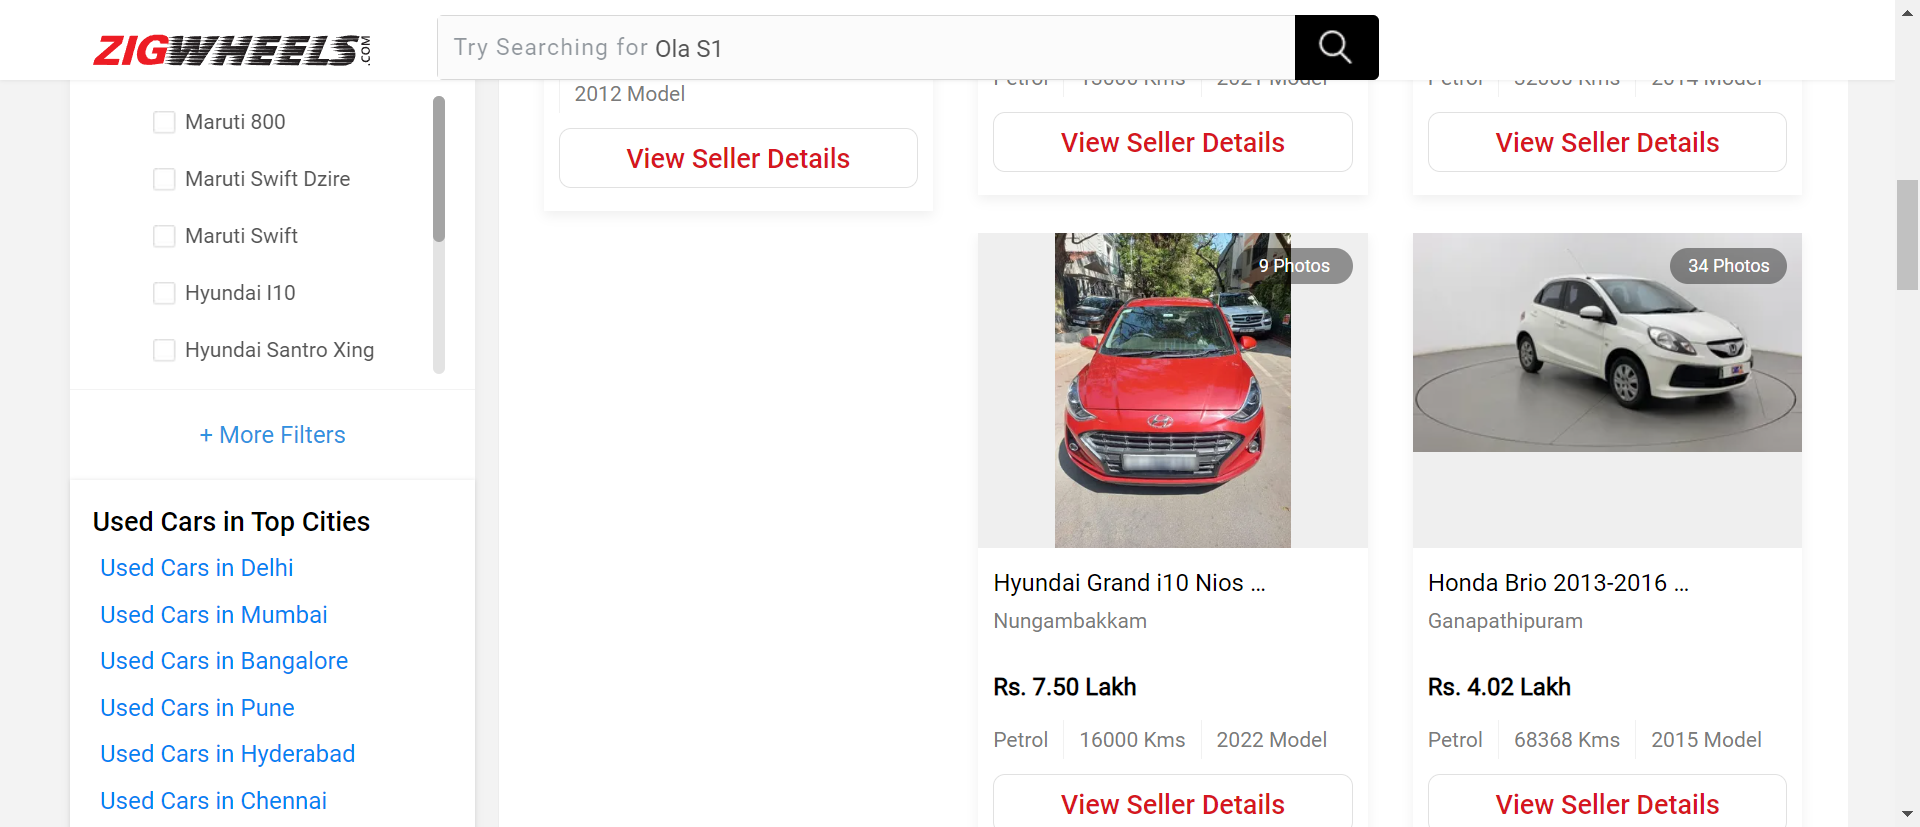 ZIGWHEELS.COM
Try Searching for Ola S1
Maruti 800
Maruti Swift Dzire
Maruti Swift
Hyundai I10
Hyundai Santro Xing
+ More Filters
Used Cars in Top Cities
Used Cars in Delhi
Used Cars in Mumbai
Used Cars in Bangalore
Used Cars in Pune
Used Cars in Hyderabad
Used Cars in Chennai
2012 Model
View Seller Details
Petrol 15000 Kms 2021 Model
View Seller Details
Petrol 52000 Kms 2014 Model
View Seller Details
9 Photos
Hyundai Grand i10 Nios ...
Nungambakkam
Rs. 7.50 Lakh
Petrol 16000 Kms 2022 Model
View Seller Details
34 Photos
Honda Brio 2013-2016 ...
Ganapathipuram
Rs. 4.02 Lakh
Petrol 68368 Kms 2015 Model
View Seller Details